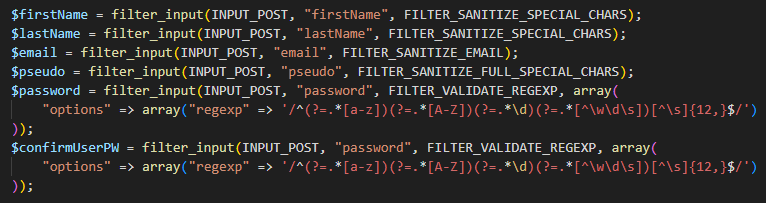 $firstName = filter_input(INPUT_POST, "firstName", FILTER_SANITIZE_SPECIAL_CHARS);
$lastName = filter_input(INPUT_POST, "lastName", FILTER_SANITIZE_SPECIAL_CHARS);
$email = filter_input(INPUT_POST, "email", FILTER_SANITIZE_EMAIL);
$pseudo = filter_input(INPUT_POST, "pseudo", FILTER_SANITIZE_FULL_SPECIAL_CHARS);
$password = filter_input(INPUT_POST, "password", FILTER_VALIDATE_REGEXP, array(
    "options" => array("regexp" => '/^(?=.*[a-z])(?=.*[A-Z])(?=.*\d)(?=.*[^\w\d\s])[^\s]{12,}$/')
));
$confirmUserPW = filter_input(INPUT_POST, "password", FILTER_VALIDATE_REGEXP, array(
    "options" => array("regexp" => '/^(?=.*[a-z])(?=.*[A-Z])(?=.*\d)(?=.*[^\w\d\s])[^\s]{12,}$/')
));